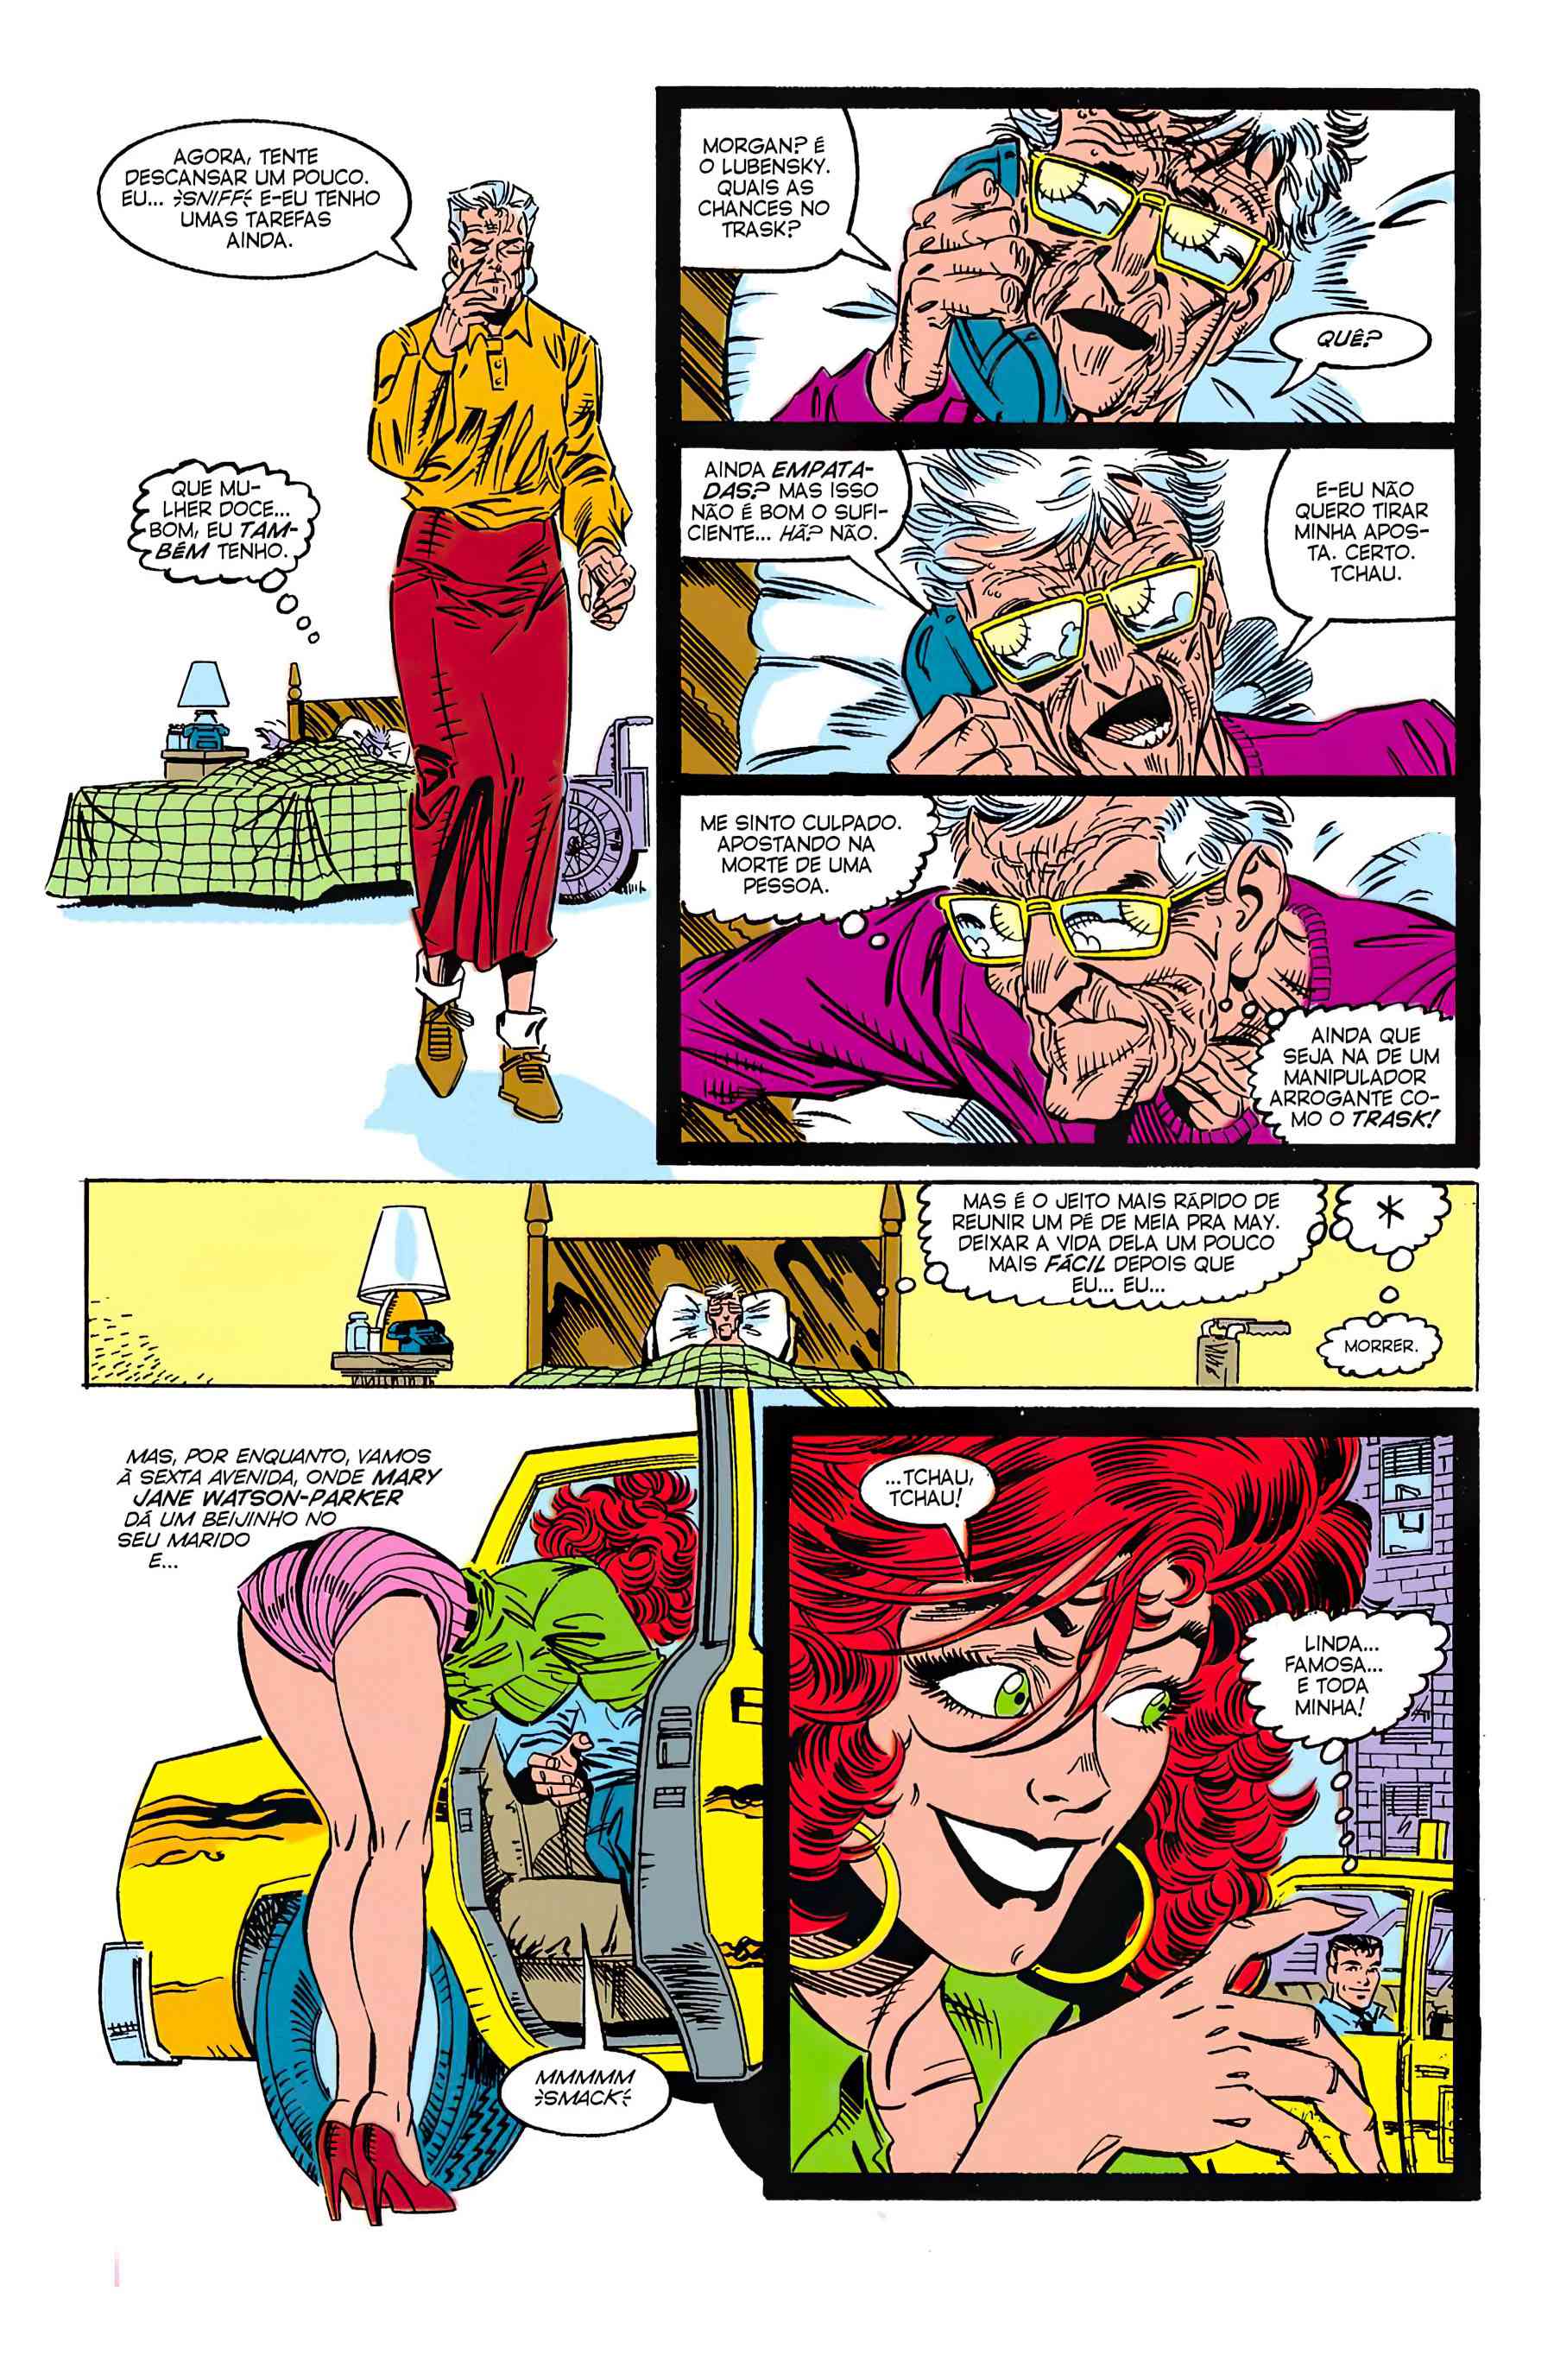 AGORA, TENTE
DESCANSAR UM POUCO.
EU... SNIFF E-EU TENHO
UMAS TAREFAS
AINDA.
QUE MU-
LHER DOCE...
BOM, EU TAM-
BÉM TENHO.
MORGAN? É
O LUBENSKY.
QUAIS AS
CHANCES NO
TRASK?
QUÊ?
AINDA EMPATA-
DAS? MAS ISSO
NÃO É BOM O SUFI-
CIENTE... HÃ? NÃO.
E-EU NÃO
QUERO TIRAR
MINHA APOS-
TA. CERTO.
TCHAU.
ME SINTO CULPADO.
APOSTANDO NA
MORTE DE UMA
PESSOA.
AINDA QUE
SEJA NA DE UM
MANIPULADOR
ARROGANTE CO-
MO O TRASK!
MAS É O JEITO MAIS RÁPIDO DE
REUNIR UM PÉ DE MEIA PRA MAY.
DEIXAR A VIDA DELA UM POUCO
MAIS FÁCIL DEPOIS QUE
EU... EU...
*
MORRER.
MAS, POR ENQUANTO, VAMOS
À SEXTA AVENIDA, ONDE MARY
JANE WATSON-PARKER
DÁ UM BEIJINHO NO
SEU MARIDO
E...
MMMMM
SMACK
...TCHAU,
TCHAU!
LINDA...
FAMOSA...
E TODA
MINHA!